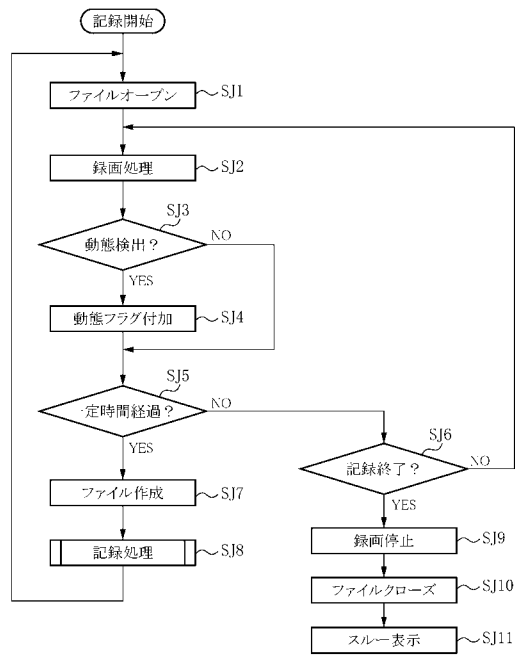 記録開始
ファイルオープン
SJ1
録画処理
SJ2
SJ3
動態検出？
NO
YES
動態フラグ付加
SJ4
SJ5
一定時間経過？
NO
YES
SJ6
記録終了？
NO
YES
ファイル作成
SJ7
録画停止
SJ9
記録処理
SJ8
ファイルクローズ
SJ10
スルー表示
SJ11